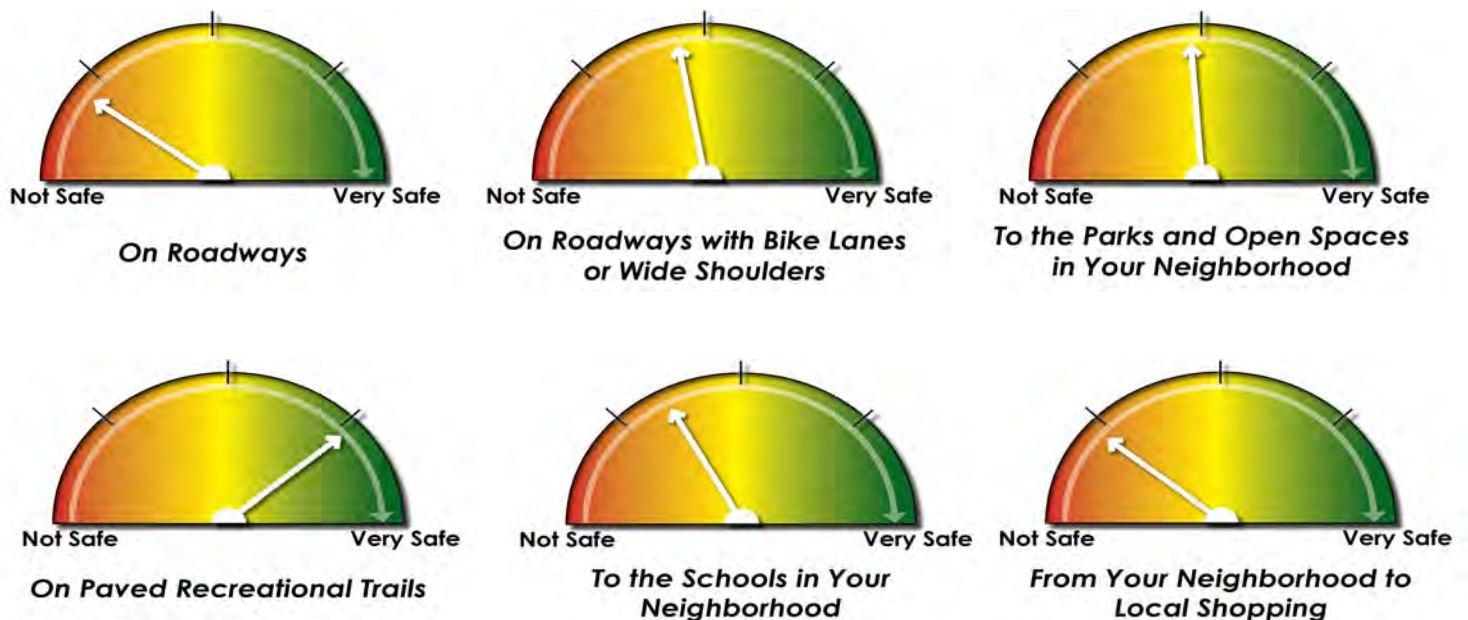 Not Safe Very Safe
On Roadways
Not Safe Very Safe
On Roadways with Bike Lanes
or Wide Shoulders
Not Safe Very Safe
To the Parks and Open Spaces
in Your Neighborhood
Not Safe Very Safe
On Paved Recreational Trails
Not Safe Very Safe
To the Schools in Your
Neighborhood
Not Safe Very Safe
From Your Neighborhood to
Local Shopping